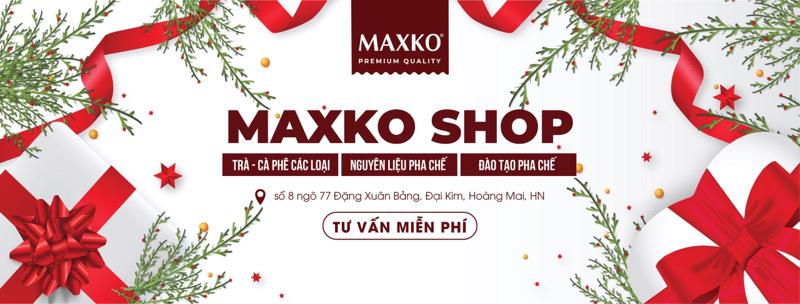 MAXKO®
PREMIUM QUALITY
MAXKO SHOP
TRÀ - CÀ PHÊ CÁC LOẠI NGUYÊN LIỆU PHA CHẾ ĐÀO TẠO PHA CHẾ
số 8 ngõ 77 Đặng Xuân Bảng, Đại Kim, Hoàng Mai, HN
TƯ VẤN MIỄN PHÍ